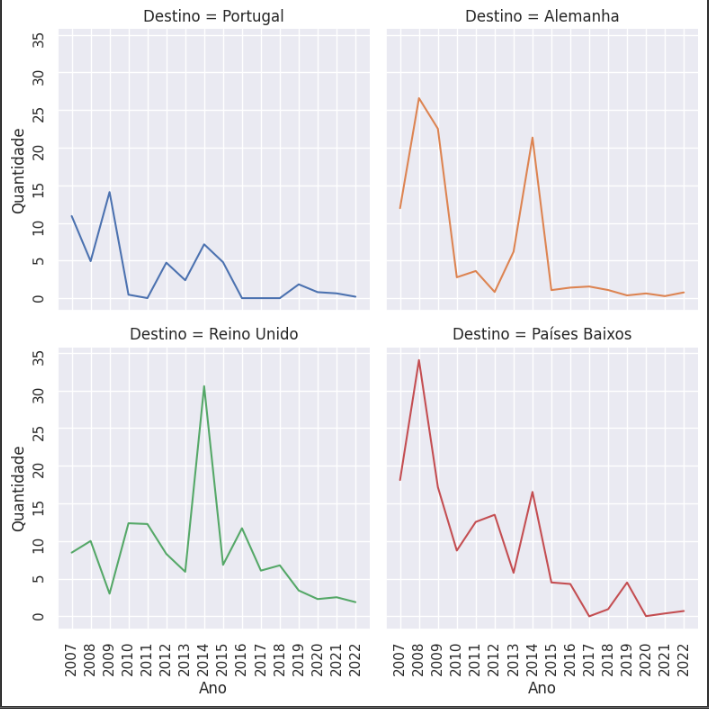 Destino = Portugal
Destino = Alemanha
35
30
25
20
15
10
5
0
Quantidade
Destino = Reino Unido
Destino = Países Baixos
35
30
25
20
15
10
5
0
Quantidade
2007 2008 2009 2010 2011 2012 2013 2014 2015 2016 2017 2018 2019 2020 2021 2022
Ano
2007 2008 2009 2010 2011 2012 2013 2014 2015 2016 2017 2018 2019 2020 2021 2022
Ano